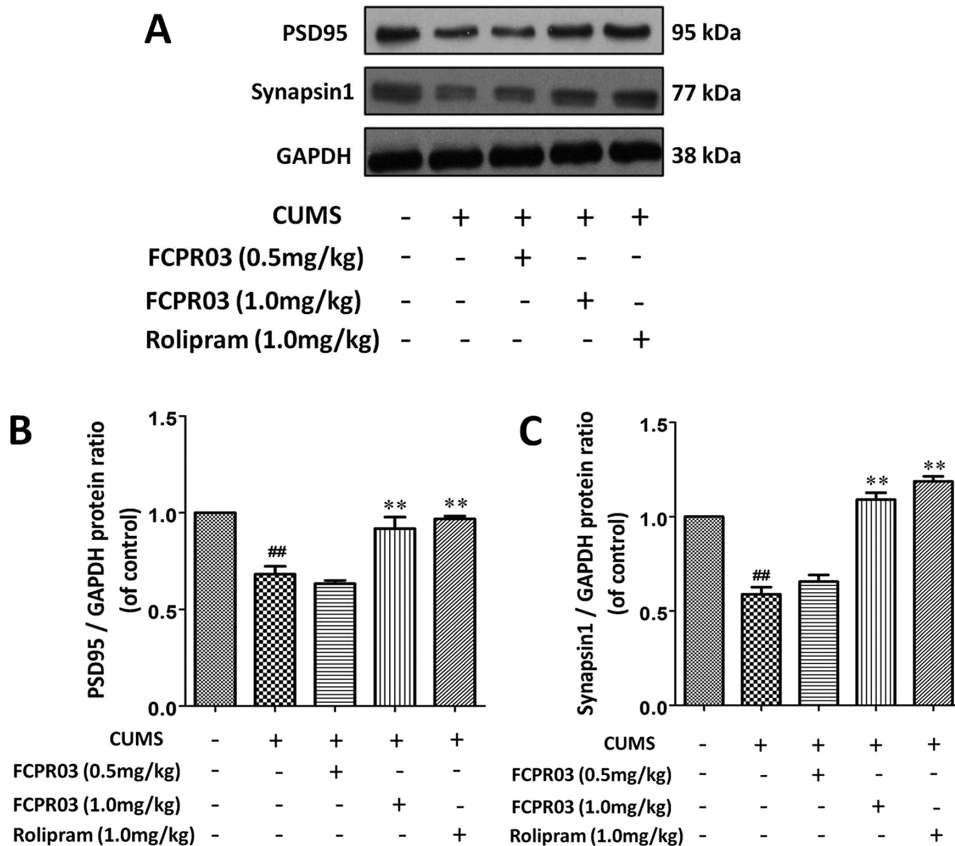 A
PSD95 95 kDa
Synapsin1 77 kDa
GAPDH 38 kDa
CUMS - + + + +
FCPR03 (0.5mg/kg) - - + - -
FCPR03 (1.0mg/kg) - - - + -
Rolipram (1.0mg/kg) - - - - +
B
PSD95 / GAPDH protein ratio
(of control)
1.5
1.0
0.5
0.0
##
**
**
CUMS - + + + +
FCPR03 (0.5mg/kg) - - + - -
FCPR03 (1.0mg/kg) - - - + -
Rolipram (1.0mg/kg) - - - - +
C
Synapsin1 / GAPDH protein ratio
(of control)
1.5
1.0
0.5
0.0
##
**
**
CUMS - + + + +
FCPR03 (0.5mg/kg) - - + - -
FCPR03 (1.0mg/kg) - - - + -
Rolipram (1.0mg/kg) - - - - +